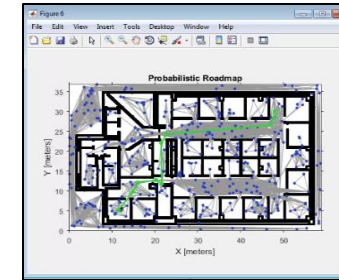 Figure 6
File Edit View Insert Tools Desktop Window Help
Probabilistic Roadmap
35
30
25
20
15
10
5
0
Y [meters]
0 10 20 30 40 50
X [meters]